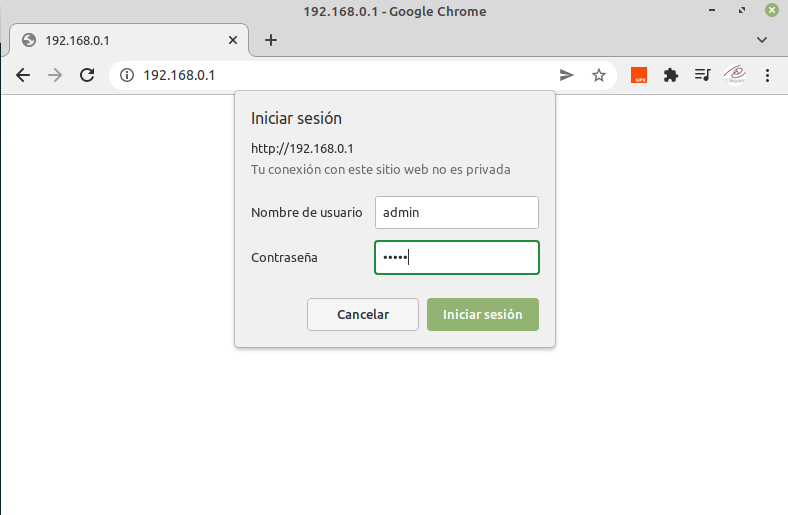 192.168.0.1 - Google Chrome
192.168.0.1
192.168.0.1
GPX
Iniciar sesión
http://192.168.0.1
Tu conexión con este sitio web no es privada
Nombre de usuario admin
Contraseña •••••
Cancelar Iniciar sesión